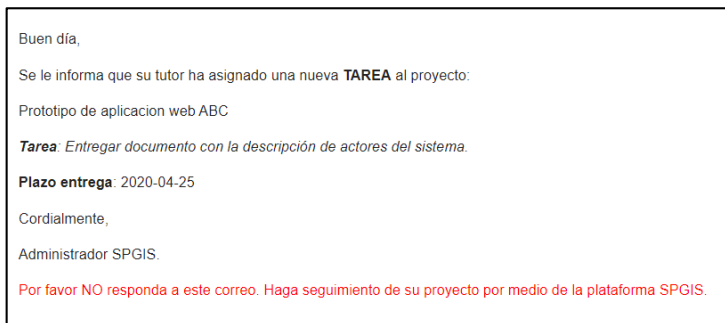 Buen día,
Se le informa que su tutor ha asignado una nueva TAREA al proyecto:
Prototipo de aplicacion web ABC
Tarea: Entregar documento con la descripción de actores del sistema.
Plazo entrega: 2020-04-25
Cordialmente,
Administrador SPGIS.
Por favor NO responda a este correo. Haga seguimiento de su proyecto por medio de la plataforma SPGIS.